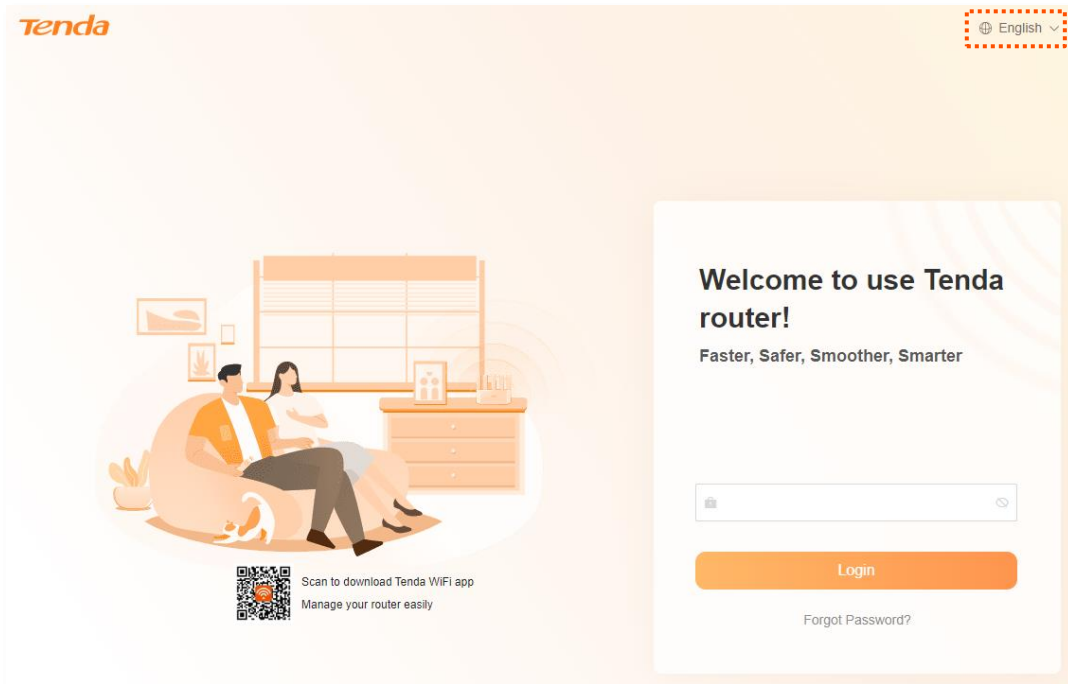 Tenda
English
Welcome to use Tenda
router!
Faster, Safer, Smoother, Smarter
Login
Forgot Password?
Scan to download Tenda WiFi app
Manage your router easily